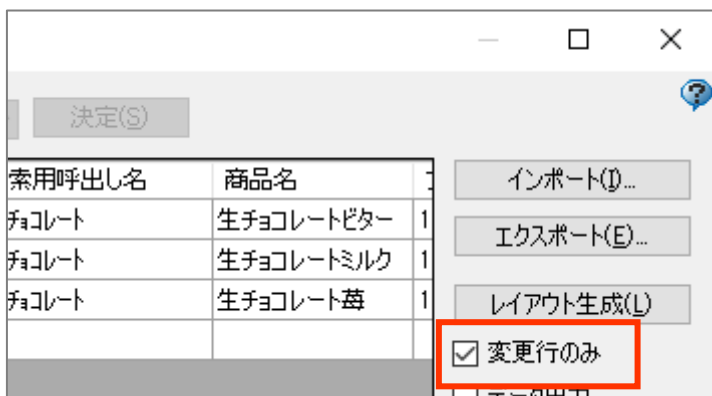 決定(S)
索用呼出し名 商品名
チョコレート 生チョコレートビター 1
チョコレート 生チョコレートミルク 1
チョコレート 生チョコレート苺 1
インポート(I)...
エクスポート(E)...
レイアウト生成(L)
変更行のみ